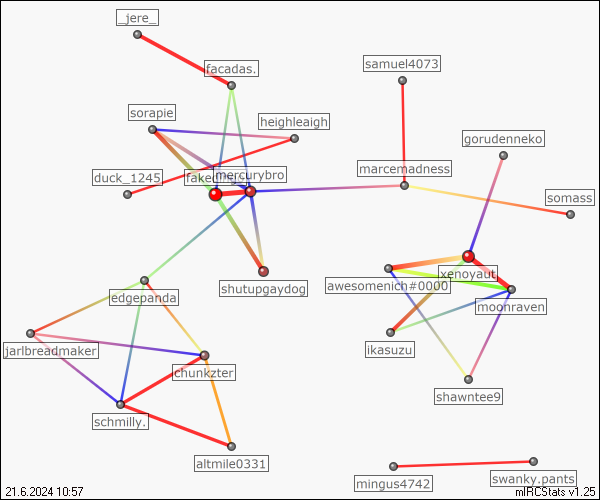 _jere_
facadas.
samuel4073
sorapie
heighleaigh
gorudenneko
marcemadness
duck_1245
mercurybro
somass
xenoyaut
shutupgaydog
awesomenich#0000
edgepanda
moonraven
jarlbreadmaker
ikasuzu
chunkzter
shawntee9
schmilly.
altmile0331
mingus4742
swanky.pants
21.6.2024 10:57
mIRCStats v1.25